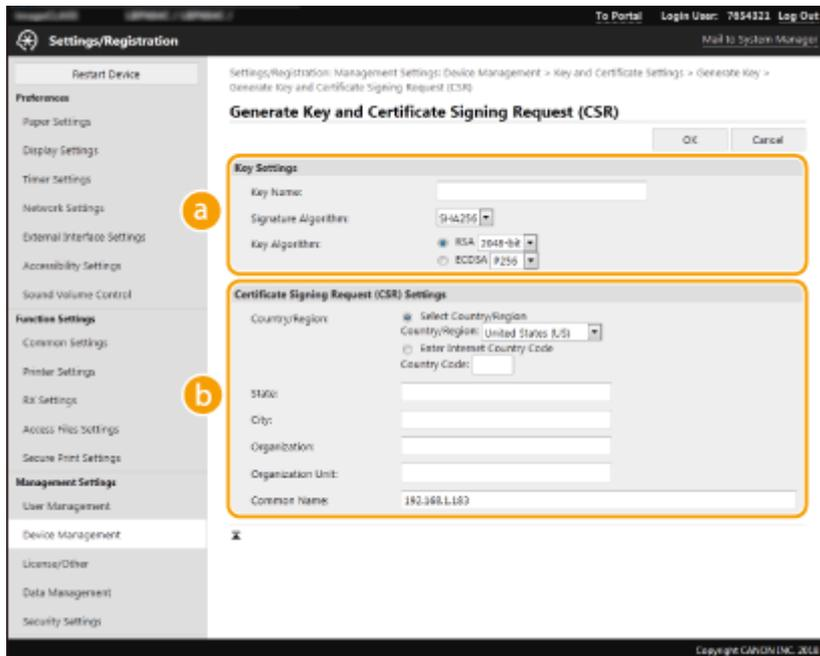 To Portal Login User: 7654321 Log Out
Settings/Registration
Mail to System Manager
Restart Device
Preferences
Paper Settings
Display Settings
Timer Settings
Network Settings
External Interface Settings
Accessibility Settings
Sound Volume Control
Function Settings
Common Settings
Printer Settings
RX Settings
Access Files Settings
Secure Print Settings
Management Settings
User Management
Device Management
License/Other
Data Management
Security Settings
Settings/Registration: Management Settings: Device Management > Key and Certificate Settings > Generate Key >
Generate Key and Certificate Signing Request (CSR)
Generate Key and Certificate Signing Request (CSR)
OK Cancel
a
Key Settings
Key Name:
Signature Algorithm: SHA256
Key Algorithm: RSA 2048-bit
ECDSA P256
b
Certificate Signing Request (CSR) Settings
Country/Region: Select Country/Region
Country/Region: United States (US)
Enter Internet Country Code
Country Code:
State:
City:
Organization:
Organization Unit:
Common Name: 192.168.1.183
Copyright CANON INC. 2018